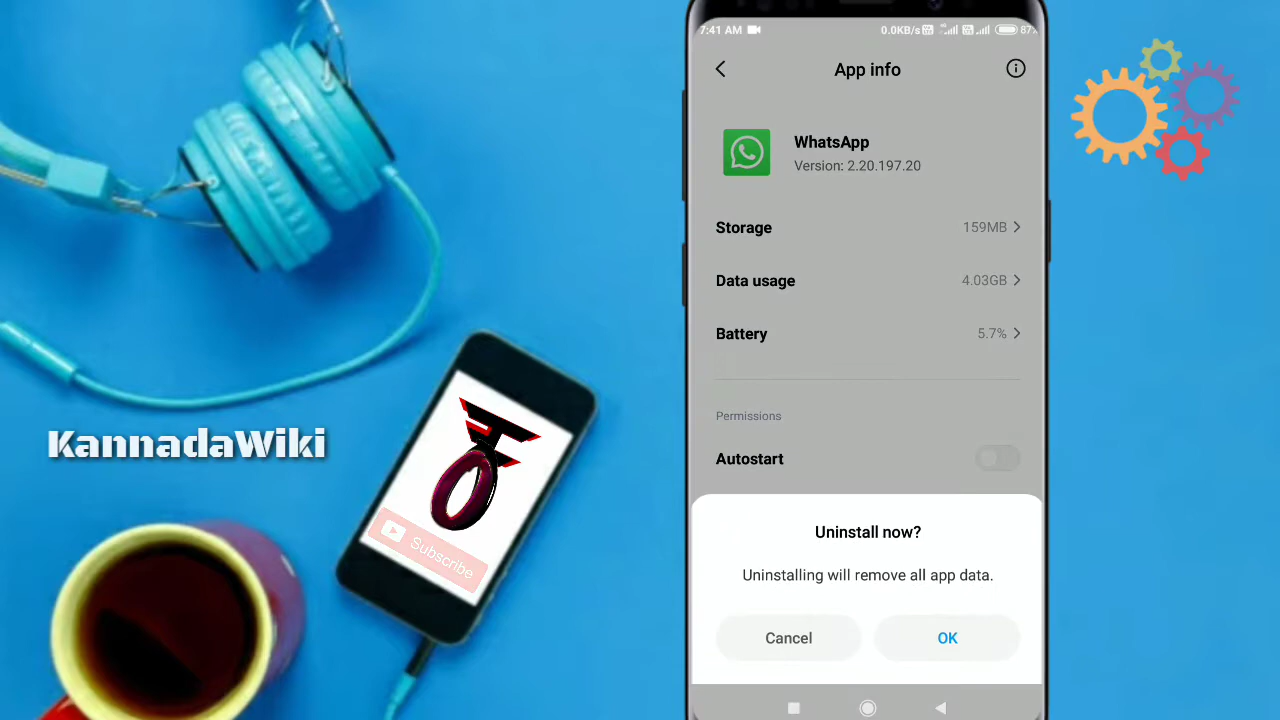 7:41 AM
0.0KB/s
87%
App info
WhatsApp
Version: 2.20.197.20
Storage
159MB
Data usage
4.03GB
Battery
5.7%
Permissions
Autostart
Uninstall now?
Uninstalling will remove all app data.
Cancel
OK
KannadaWiki
Subscribe